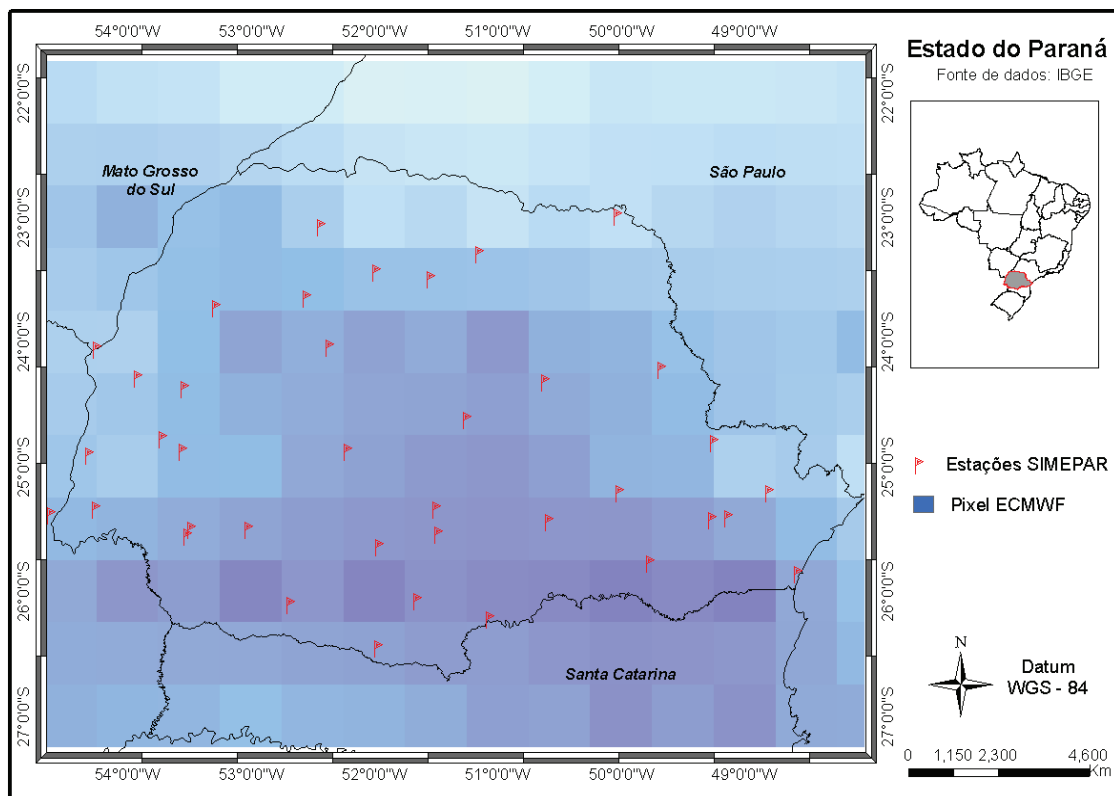 54°0'0"W 53°0'0"W 52°0'0"W 51°0'0"W 50°0'0"W 49°0'0"W
22°0'0"S
23°0'0"S
24°0'0"S
25°0'0"S
26°0'0"S
27°0'0"S
Mato Grosso
do Sul
São Paulo
Santa Catarina
22°0'0"S
23°0'0"S
24°0'0"S
25°0'0"S
26°0'0"S
27°0'0"S
54°0'0"W 53°0'0"W 52°0'0"W 51°0'0"W 50°0'0"W 49°0'0"W
Estado do Paraná
Fonte de dados: IBGE
Estações SIMEPAR
Pixel ECMWF
N
Datum
WGS - 84
0 1,150 2,300 4,600
Km